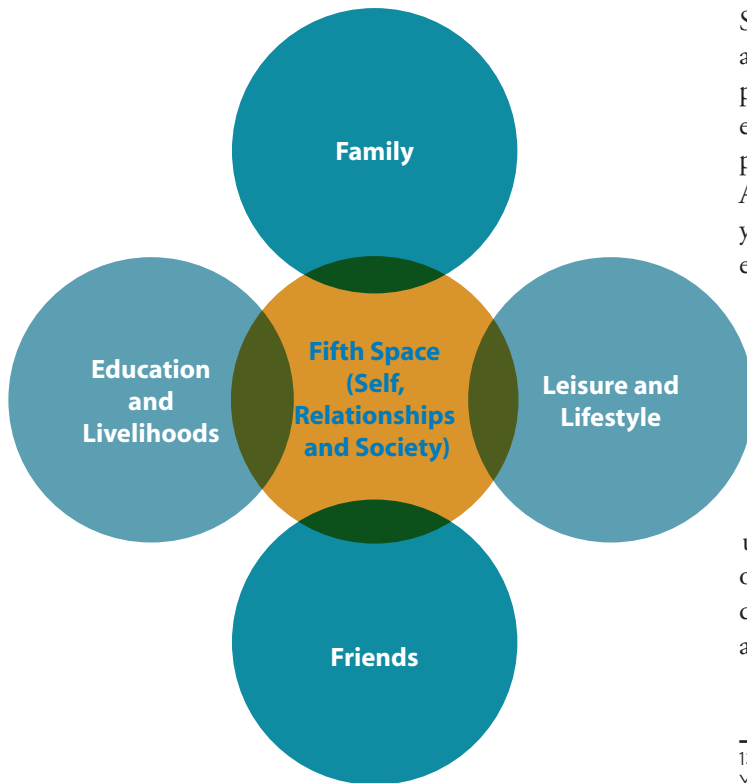 Family
Education
and
Livelihoods
Fifth Space
(Self,
Relationships
and Society)
Leisure and
Lifestyle
Friends